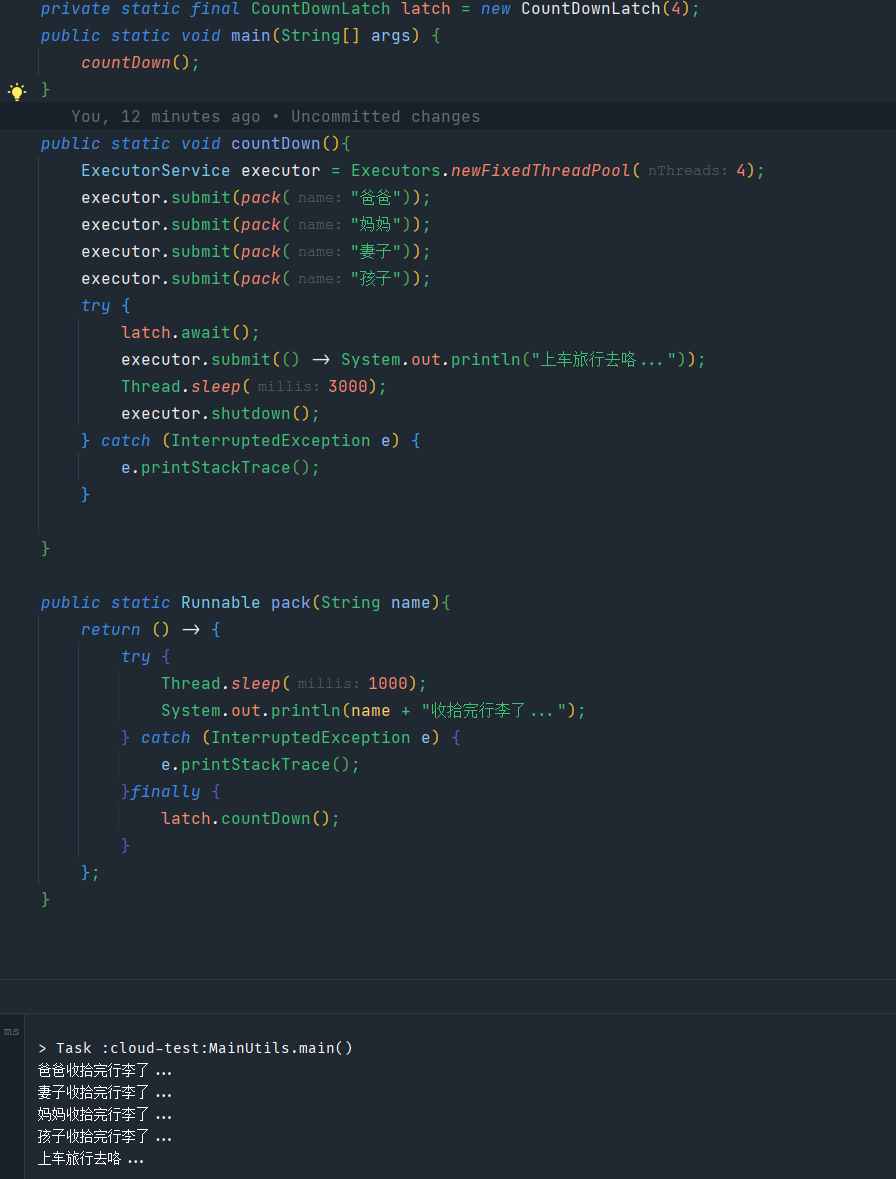 private static final CountDownLatch latch = new CountDownLatch(4);
public static void main(String[] args) {
countDown();
}
You, 12 minutes ago • Uncommitted changes
public static void countDown(){
ExecutorService executor = Executors.newFixedThreadPool( nThreads: 4);
executor.submit(pack( name: "爸爸"));
executor.submit(pack( name: "妈妈"));
executor.submit(pack( name: "妻子"));
executor.submit(pack( name: "孩子"));
try {
latch.await();
executor.submit(() → System.out.println("上车旅行去咯..."));
Thread.sleep( millis: 3000);
executor.shutdown();
} catch (InterruptedException e) {
e.printStackTrace();
}
}
public static Runnable pack(String name){
return () → {
try {
Thread.sleep( millis: 1000);
System.out.println(name + "收拾完行李了...");
} catch (InterruptedException e) {
e.printStackTrace();
}finally {
latch.countDown();
}
};
}
ms
> Task :cloud-test:MainUtils.main()
爸爸收拾完行李了...
妻子收拾完行李了...
妈妈收拾完行李了...
孩子收拾完行李了...
上车旅行去咯...